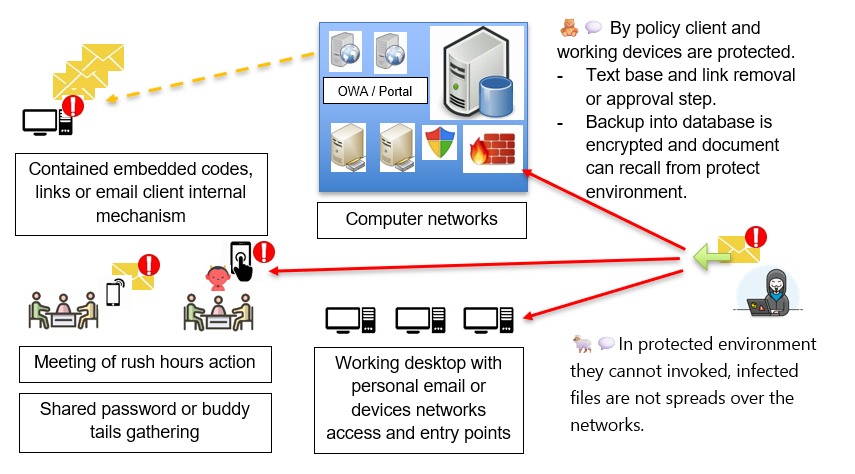 OWA / Portal
Computer networks
By policy client and
working devices are protected.
- Text base and link removal
or approval step.
- Backup into database is
encrypted and document
can recall from protect
environment.
Contained embedded codes,
links or email client internal
mechanism
Meeting of rush hours action
Shared password or buddy
tails gathering
Working desktop with
personal email or
devices networks
access and entry points
In protected environment
they cannot invoked, infected
files are not spreads over the
networks.